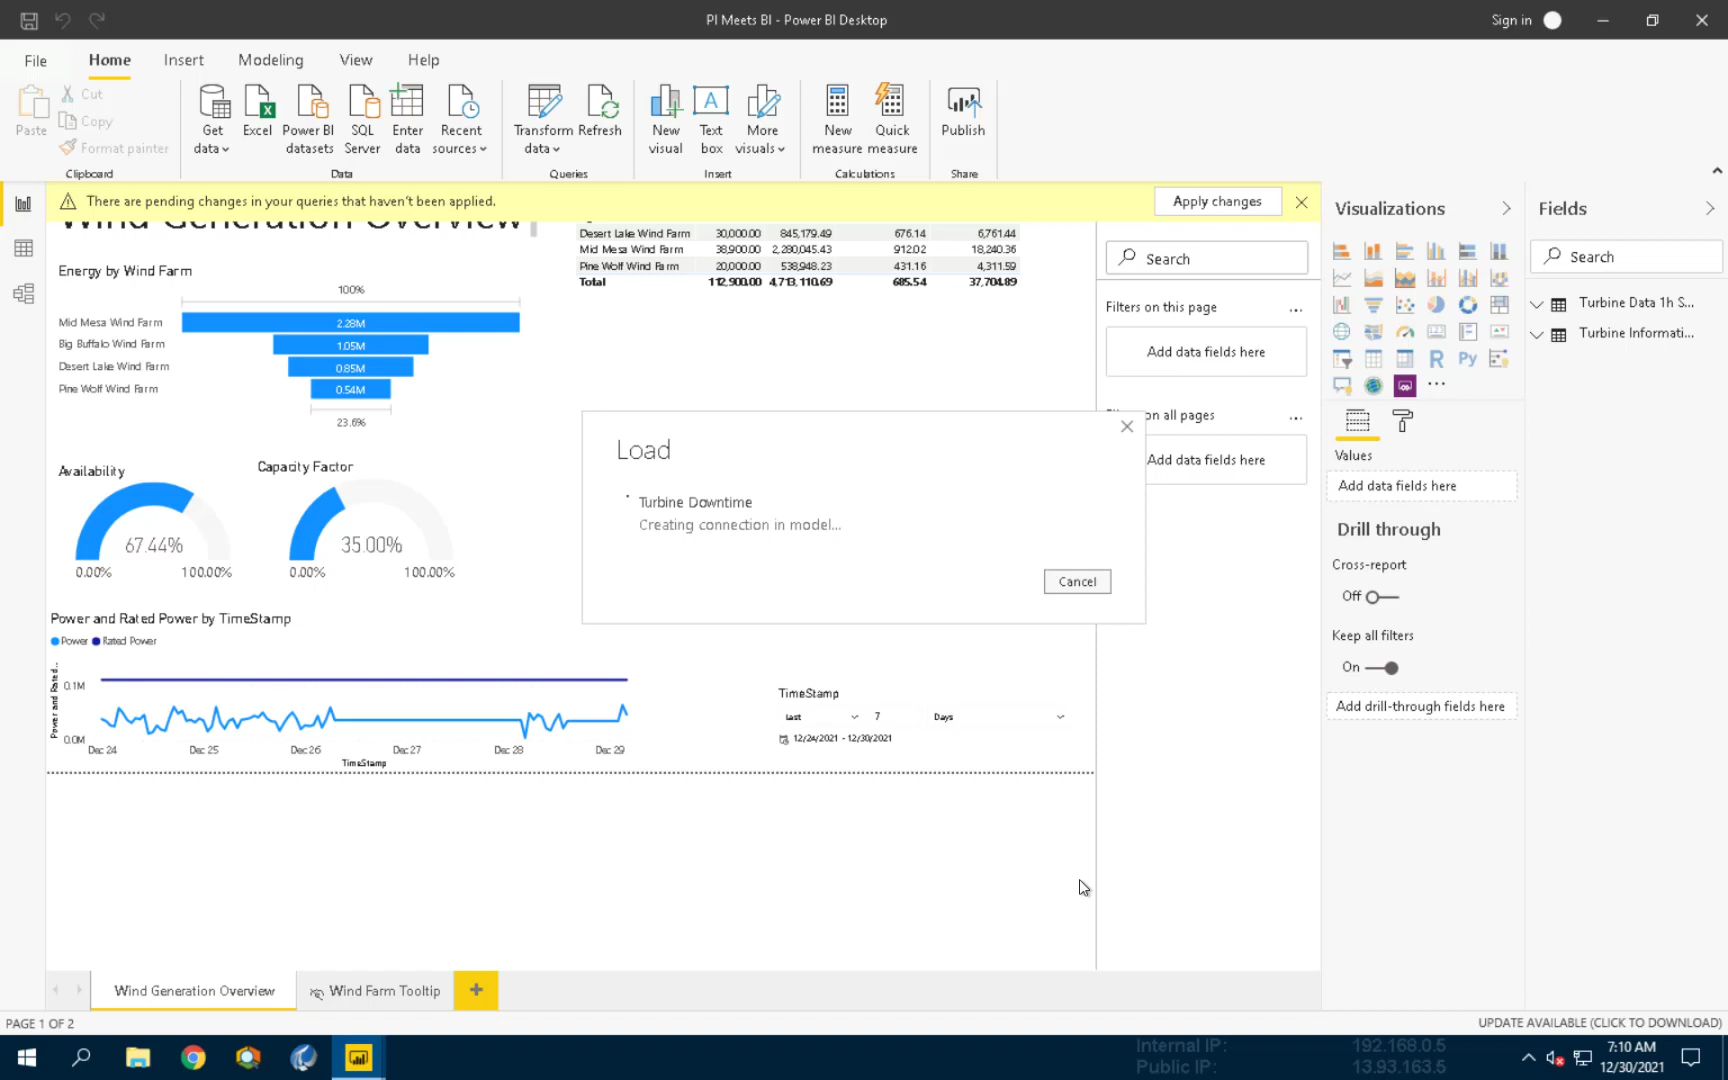 PI Meets BI - Power BI Desktop
Sign in
File
Home
Insert
Modeling
View
Help
Paste
Cut
Copy
Format painter
Clipboard
Get data
Excel
Power BI datasets
SQL Server
Enter data
Recent sources
Data
Transform data
Refresh
Queries
New visual
Text box
More visuals
Insert
New measure
Quick measure
Calculations
Publish
Share
There are pending changes in your queries that haven't been applied.
Apply changes
Wind Generation Overview
Desert Lake Wind Farm 30,000.00 845,179.49 676.14 6,761.44
Mid Mesa Wind Farm 38,900.00 2,280,045.43 912.02 18,240.36
Pine Wolf Wind Farm 20,000.00 538,948.23 431.16 4,311.59
Total 112,900.00 4,713,110.69 685.54 37,704.89
Energy by Wind Farm
100%
Mid Mesa Wind Farm 2.28M
Big Buffalo Wind Farm 1.05M
Desert Lake Wind Farm 0.85M
Pine Wolf Wind Farm 0.54M
23.6%
Availability
67.44%
0.00% 100.00%
Capacity Factor
35.00%
0.00% 100.00%
Power and Rated Power by TimeStamp
Power Rated Power
Power and Rated...
0.1M
0.0M
Dec 24 Dec 25 Dec 26 Dec 27 Dec 28 Dec 29
TimeStamp
TimeStamp
Last 7 Days
12/24/2021 - 12/30/2021
Load
Turbine Downtime
Creating connection in model...
Cancel
Search
Filters on this page ...
Add data fields here
on all pages ...
Add data fields here
Visualizations
R Py
...
Values
Add data fields here
Drill through
Cross-report
Off
Keep all filters
On
Add drill-through fields here
Fields
Search
Turbine Data 1h S...
Turbine Informati...
Wind Generation Overview
Wind Farm Tooltip
+
PAGE 1 OF 2
UPDATE AVAILABLE (CLICK TO DOWNLOAD)
Internal IP: 192.168.0.5
Public IP: 13.93.163.5
7:10 AM
12/30/2021